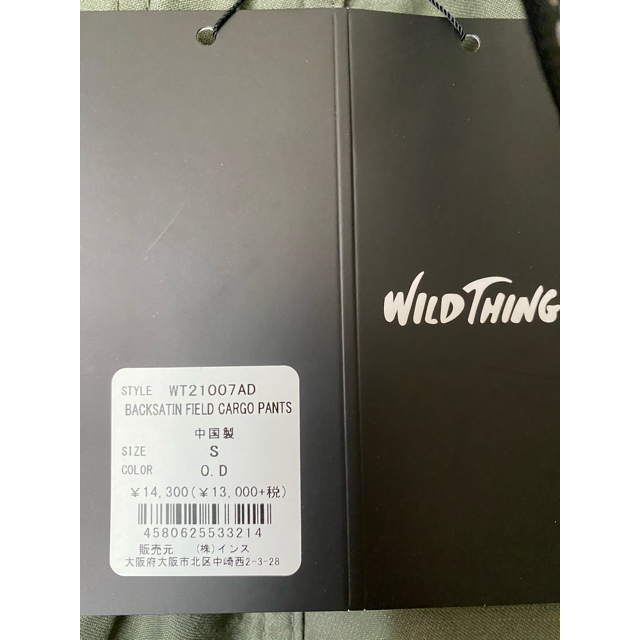 WILD THING
STYLE WT21007AD
BACKSATIN FIELD CARGO PANTS
中国製
SIZE S
COLOR O.D
¥14,300(¥13,000+税)
4580625533214
販売元 (株)インス
大阪府大阪市北区中崎西2-3-28